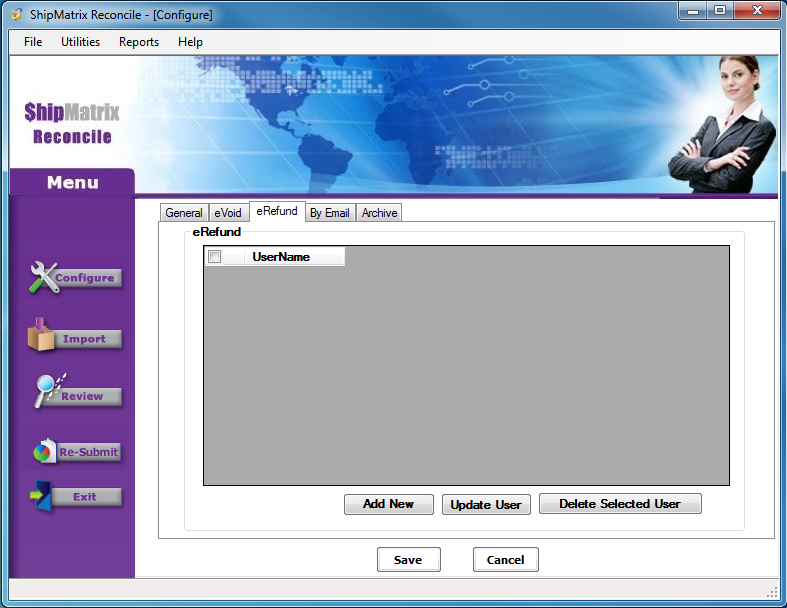 ShipMatrix Reconcile - [Configure]
File Utilities Reports Help
$hipMatrix
Reconcile
Menu
General eVoid eRefund By Email Archive
eRefund
UserName
Configure
Import
Review
Re-Submit
Exit
Add New Update User Delete Selected User
Save Cancel